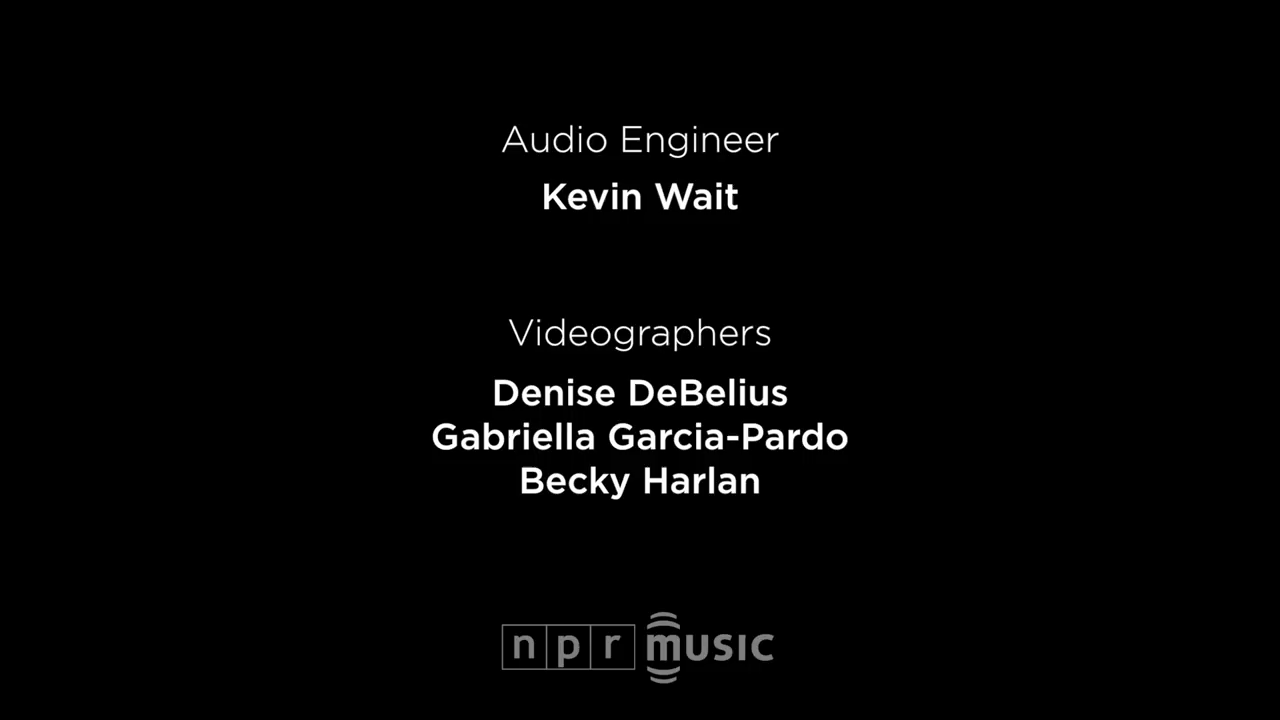 Audio Engineer
Kevin Wait
Videographers
Denise DeBelius
Gabriella Garcia-Pardo
Becky Harlan
npr music